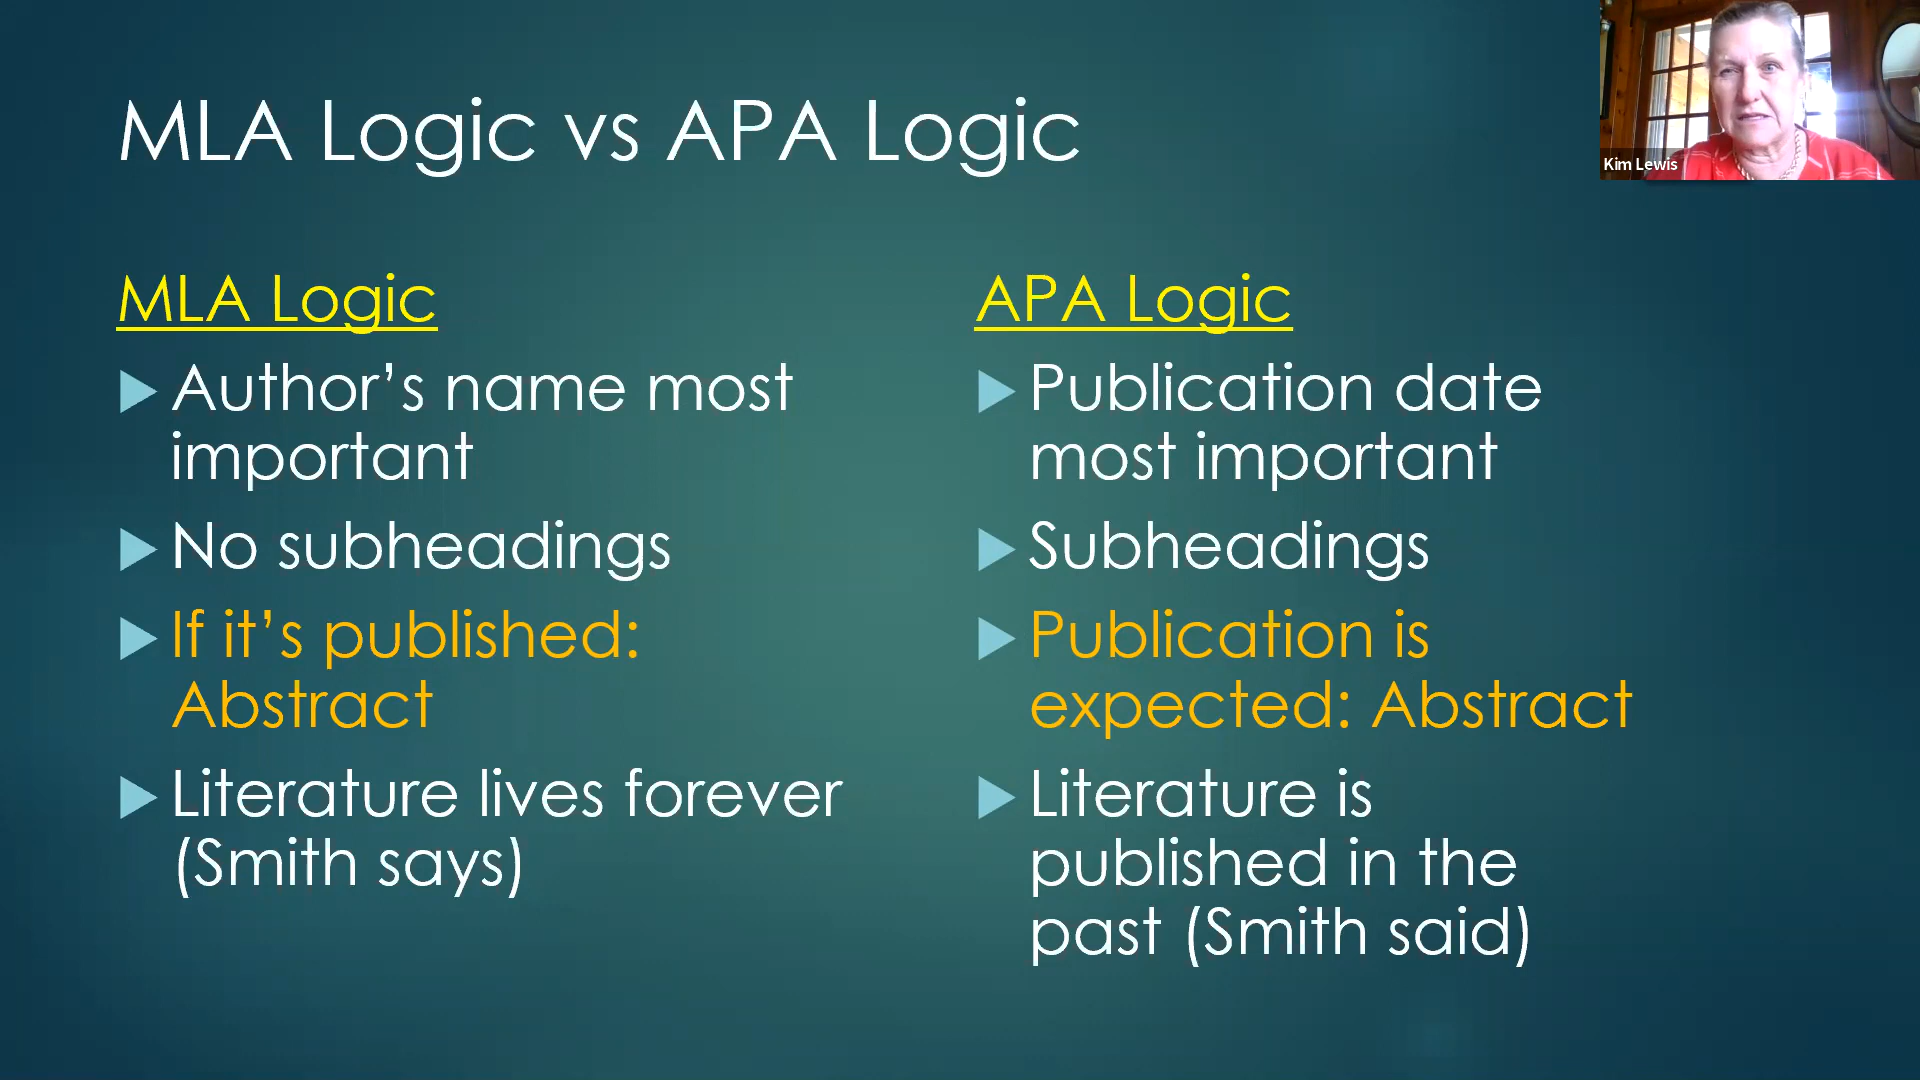 MLA Logic vs APA Logic
Kim Lewis
MLA Logic
Author’s name most
important
No subheadings
If it’s published:
Abstract
Literature lives forever
(Smith says)
APA Logic
Publication date
most important
Subheadings
Publication is
expected: Abstract
Literature is
published in the
past (Smith said)